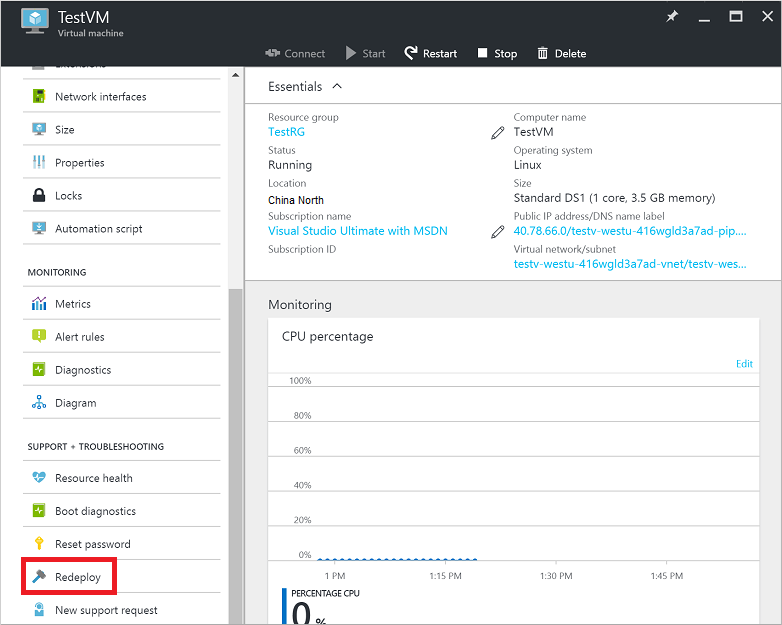 TestVM
Virtual machine
Connect Start Restart Stop Delete
Extensions
Network interfaces
Size
Properties
Locks
Automation script
MONITORING
Metrics
Alert rules
Diagnostics
Diagram
SUPPORT + TROUBLESHOOTING
Resource health
Boot diagnostics
Reset password
Redeploy
New support request
Essentials
Resource group
TestRG
Status
Running
Location
China North
Subscription name
Visual Studio Ultimate with MSDN
Subscription ID
Computer name
TestVM
Operating system
Linux
Size
Standard DS1 (1 core, 3.5 GB memory)
Public IP address/DNS name label
40.78.66.0/testv-westu-416wgld3a7ad-pip....
Virtual network/subnet
testv-westu-416wgld3a7ad-vnet/testv-wes...
Monitoring
CPU percentage
Edit
100%
80%
60%
40%
20%
0%
1 PM 1:15 PM 1:30 PM 1:45 PM
PERCENTAGE CPU
0 %